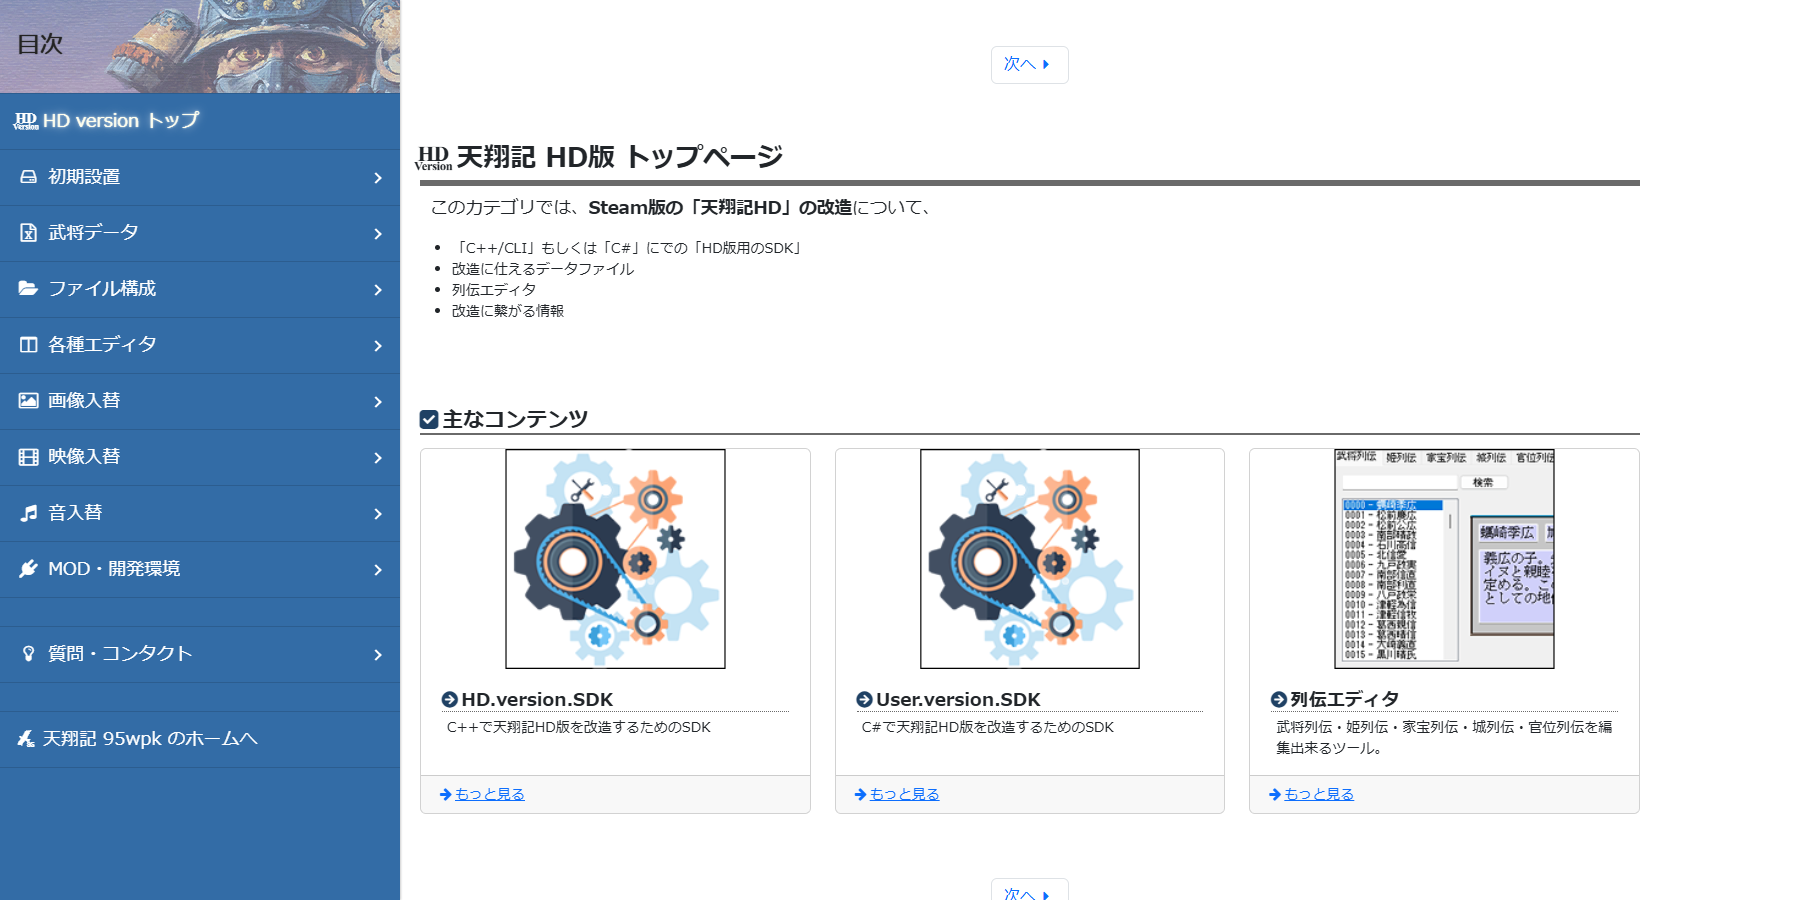 目次
HD Version HD version トップ
初期設置
武将データ
ファイル構成
各種エディタ
画像入替
映像入替
音入替
MOD・開発環境
質問・コンタクト
天翔記 95wpk のホームへ
次へ
HD Version 天翔記 HD版 トップページ
このカテゴリでは、Steam版の「天翔記HD」の改造について、
「C++/CLI」もしくは「C#」にでの「HD版用のSDK」
改造に仕えるデータファイル
列伝エディタ
改造に繋がる情報
主なコンテンツ
HD.version.SDK
C++で天翔記HD版を改造するためのSDK
もっと見る
User.version.SDK
C#で天翔記HD版を改造するためのSDK
もっと見る
武将列伝 姫列伝 家宝列伝 城列伝 官位列伝
検索
0000 - 蠣崎季広
0001 - 松前慶広
0002 - 松前公広
0003 - 南部晴政
0004 - 石川高信
0005 - 北信愛
0006 - 九戸政実
0007 - 南部信直
0008 - 南部利直
0009 - 八戸政栄
0010 - 津軽為信
0011 - 津軽信牧
0012 - 葛西親信
0013 - 葛西晴信
0014 - 大崎義直
0015 - 黒川晴氏
蠣崎季広
義広の子。
イヌと親睦
定める。こ
としての地
列伝エディタ
武将列伝・姫列伝・家宝列伝・城列伝・官位列伝を編
集出来るツール。
もっと見る
次へ